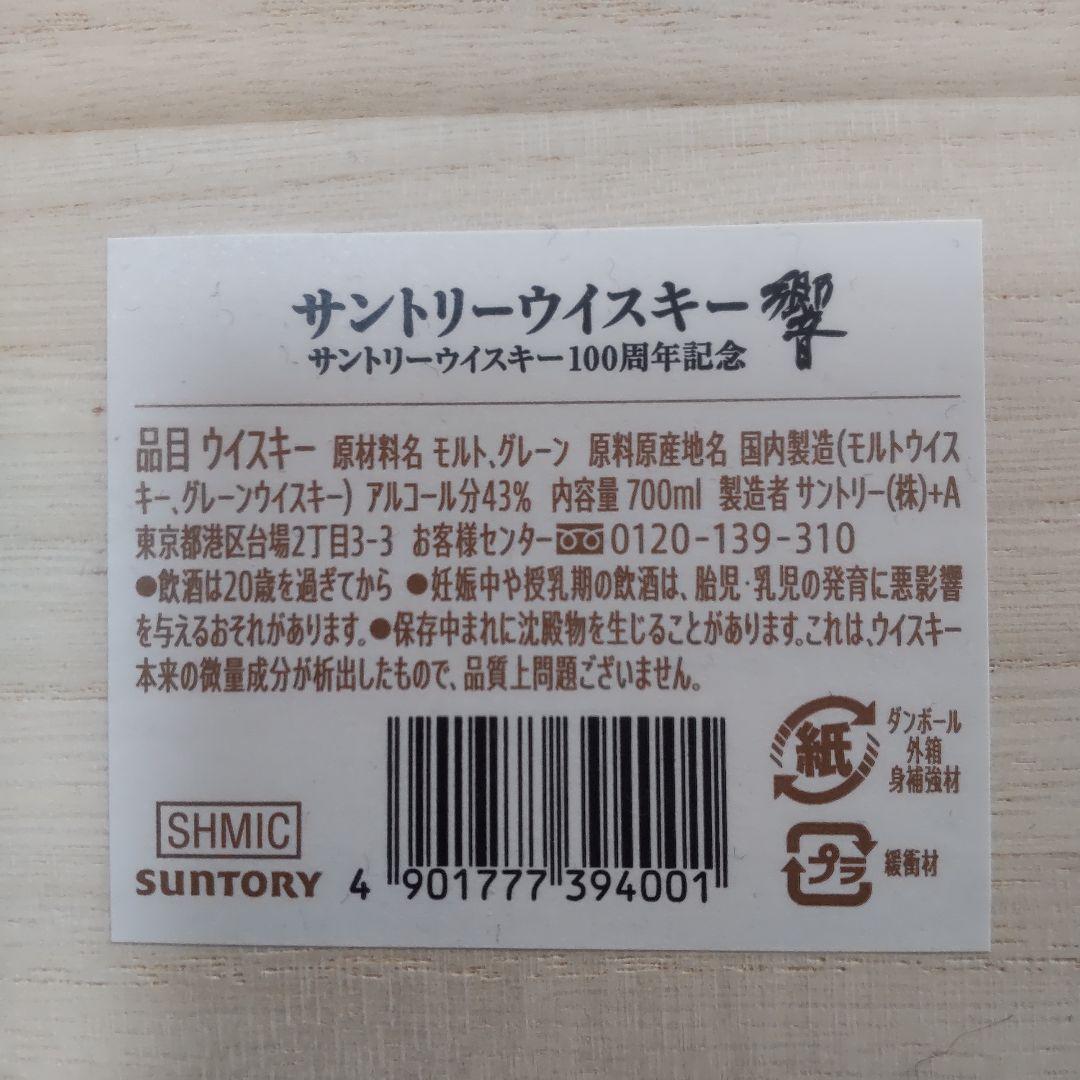 サントリーウイスキー 響
サントリーウイスキー100周年記念
品目 ウイスキー 原材料名 モルト、グレーン 原料原産地名 国内製造(モルトウイス
キー、グレーンウイスキー) アルコール分43% 内容量 700ml 製造者 サントリー(株)+A
東京都港区台場2丁目3-3 お客様センター 0120-139-310
●飲酒は20歳を過ぎてから ●妊娠中や授乳期の飲酒は、胎児・乳児の発育に悪影響
を与えるおそれがあります。●保存中まれに沈殿物を生じることがあります。これは、ウイスキー
本来の微量成分が析出したもので、品質上問題ございません。
紙
ダンボール
外箱
身補強材
SHMIC
SUNTORY
4 901777 394001
プラ
緩衝材